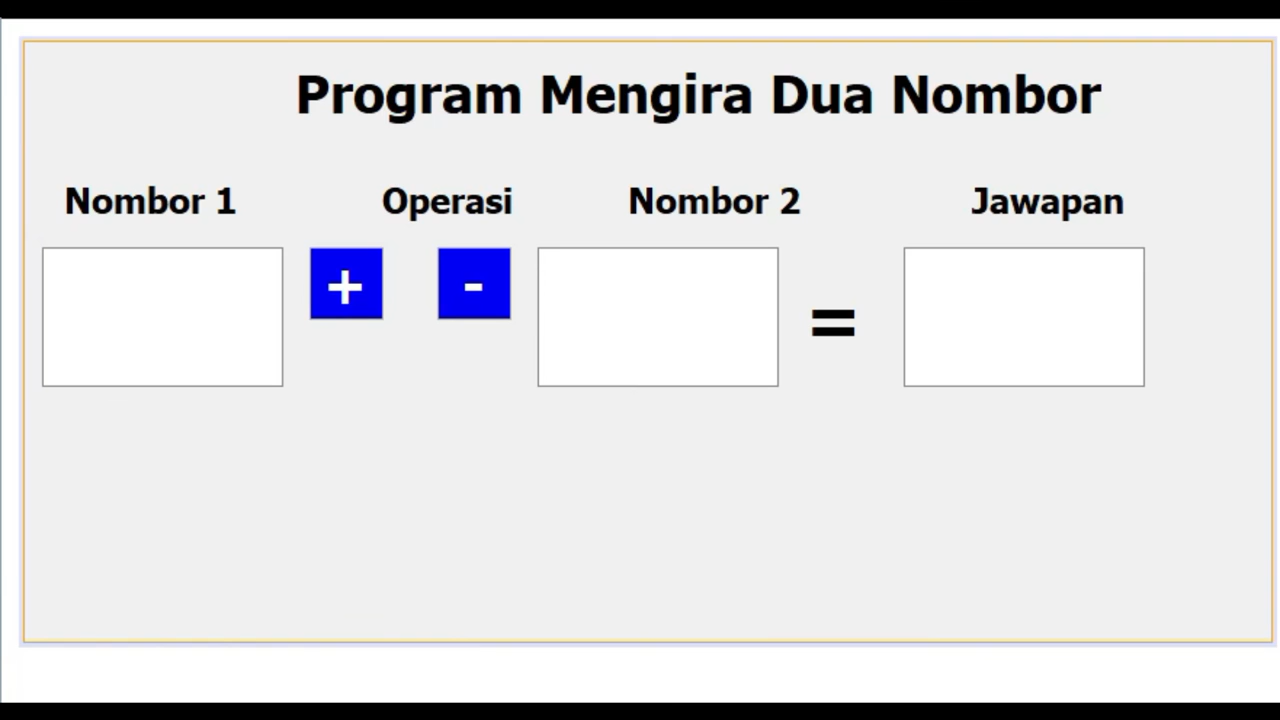 Program Mengira Dua Nombor
Nombor 1 Operasi Nombor 2 Jawapan
+ - =